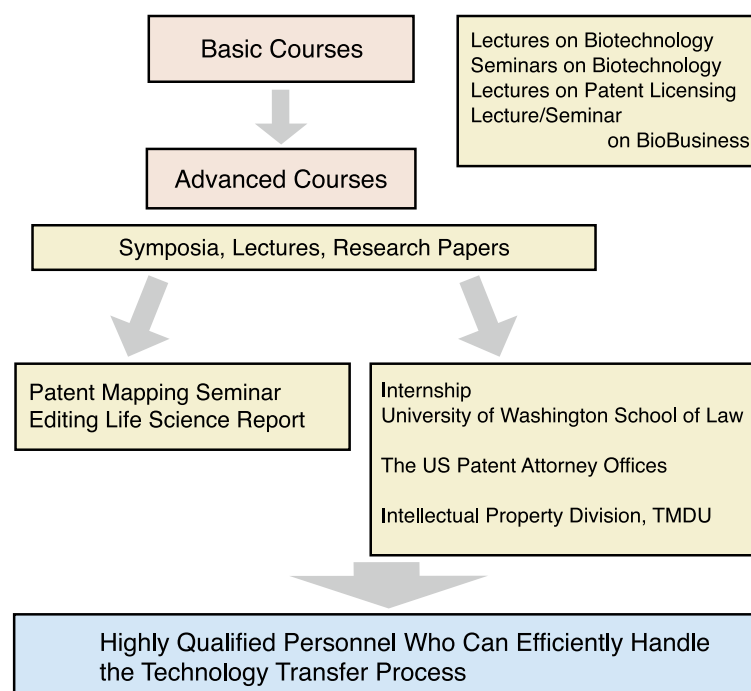 Basic Courses
Lectures on Biotechnology
Seminars on Biotechnology
Lectures on Patent Licensing
Lecture/Seminar
on BioBusiness
Advanced Courses
Symposia, Lectures, Research Papers
Patent Mapping Seminar
Editing Life Science Report
Internship
University of Washington School of Law
The US Patent Attorney Offices
Intellectual Property Division, TMDU
Highly Qualified Personnel Who Can Efficiently Handle
the Technology Transfer Process